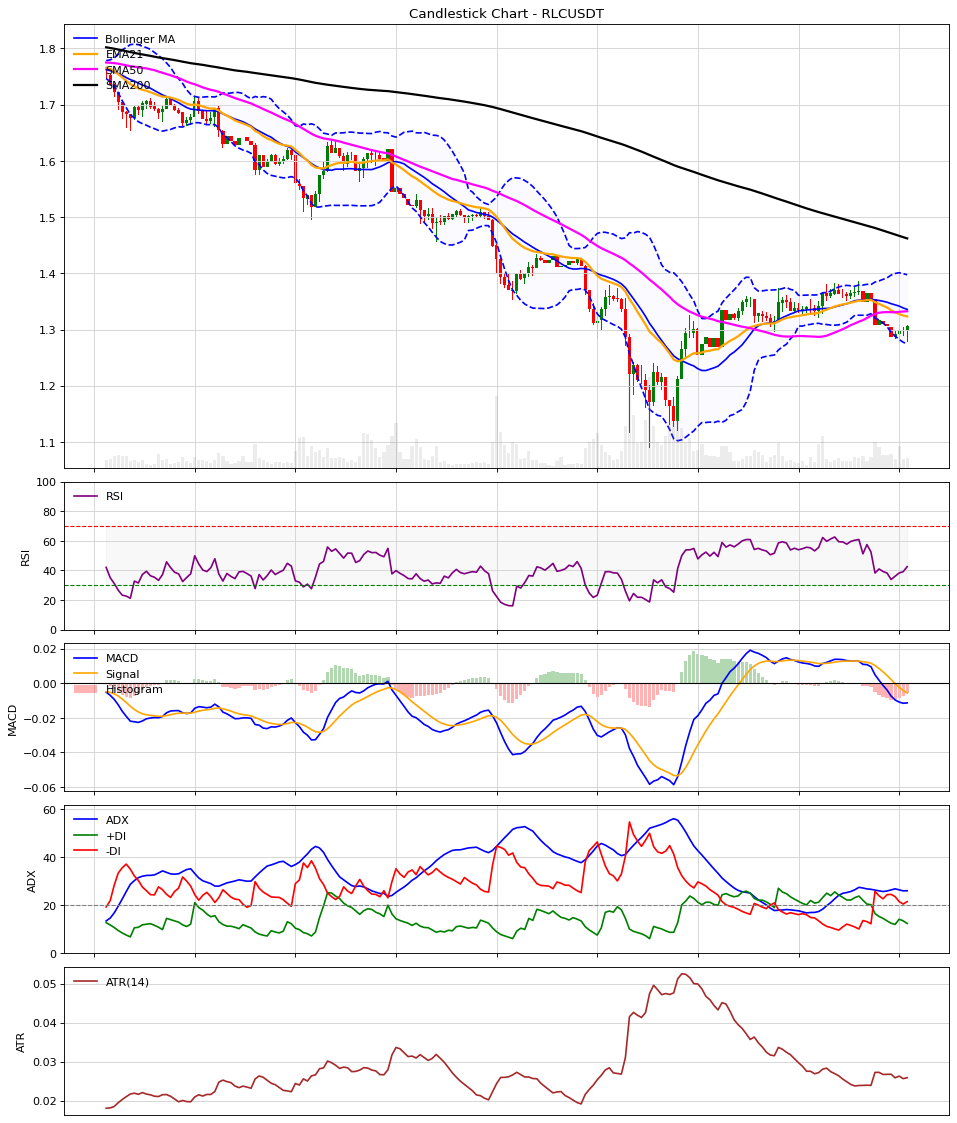 Candlestick Chart - RLCUSDT
Bollinger MA
EMA21
SMA50
SMA200
1.8
1.7
1.6
1.5
1.4
1.3
1.2
1.1
RSI
100
80
60
40
20
0
RSI
MACD
Signal
Histogram
0.02
0.00
−0.02
−0.04
−0.06
MACD
ADX
+DI
-DI
60
40
20
0
ADX
ATR(14)
0.05
0.04
0.03
0.02
ATR